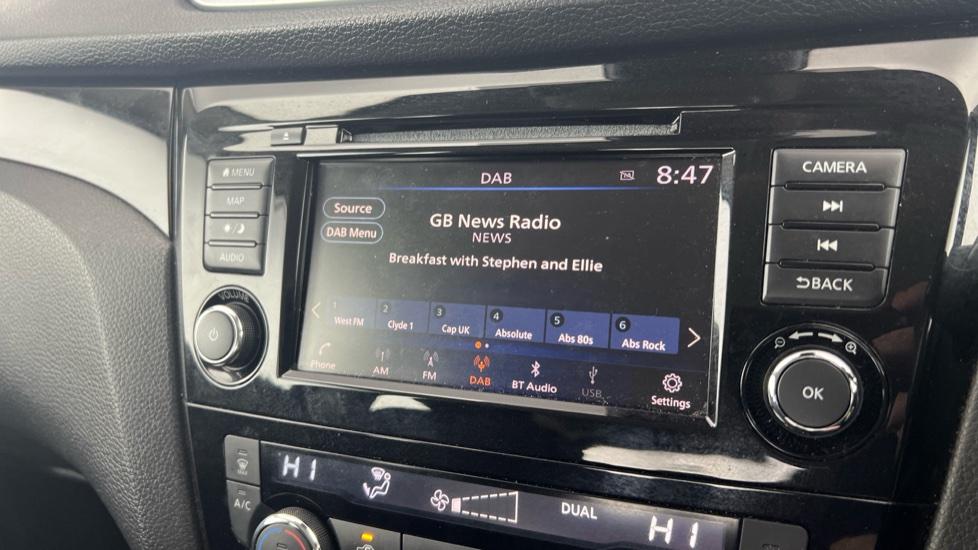 MENU
MAP
AUDIO
VOLUME
DAB
8:47
Source
DAB Menu
GB News Radio
NEWS
Breakfast with Stephen and Ellie
1 West FM
2 Clyde 1
3 Cap UK
4 Absolute
5 Abs 80s
6 Abs Rock
Phone
AM
FM
DAB
BT Audio
USB
Settings
CAMERA
BACK
OK
MAX
A/C
HI
DUAL
HI